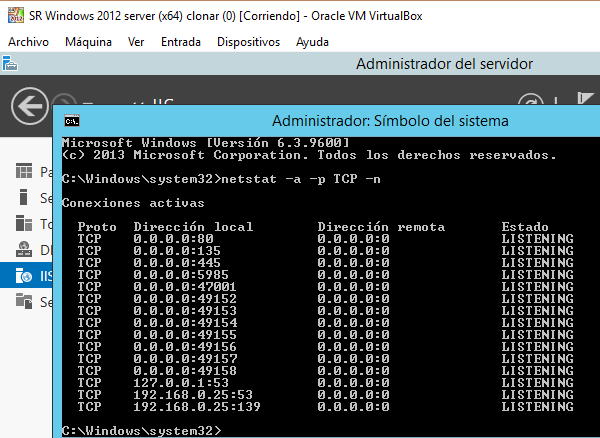 SR Windows 2012 server (x64) clonar (0) [Corriendo] - Oracle VM VirtualBox
Archivo Máquina Ver Entrada Dispositivos Ayuda
Administrador del servidor
IIS
Administrador: Símbolo del sistema
Pa
Se
To
IIS
Se
Microsoft Windows [Versión 6.3.9600]
(c) 2013 Microsoft Corporation. Todos los derechos reservados.
C:\Windows\system32>netstat -a -p TCP -n
Conexiones activas
Proto Dirección local Dirección remota Estado
TCP 0.0.0.0:80 0.0.0.0:0 LISTENING
TCP 0.0.0.0:135 0.0.0.0:0 LISTENING
TCP 0.0.0.0:445 0.0.0.0:0 LISTENING
TCP 0.0.0.0:5985 0.0.0.0:0 LISTENING
TCP 0.0.0.0:47001 0.0.0.0:0 LISTENING
TCP 0.0.0.0:49152 0.0.0.0:0 LISTENING
TCP 0.0.0.0:49153 0.0.0.0:0 LISTENING
TCP 0.0.0.0:49154 0.0.0.0:0 LISTENING
TCP 0.0.0.0:49155 0.0.0.0:0 LISTENING
TCP 0.0.0.0:49156 0.0.0.0:0 LISTENING
TCP 0.0.0.0:49157 0.0.0.0:0 LISTENING
TCP 0.0.0.0:49158 0.0.0.0:0 LISTENING
TCP 127.0.0.1:53 0.0.0.0:0 LISTENING
TCP 192.168.0.25:53 0.0.0.0:0 LISTENING
TCP 192.168.0.25:139 0.0.0.0:0 LISTENING
C:\Windows\system32>